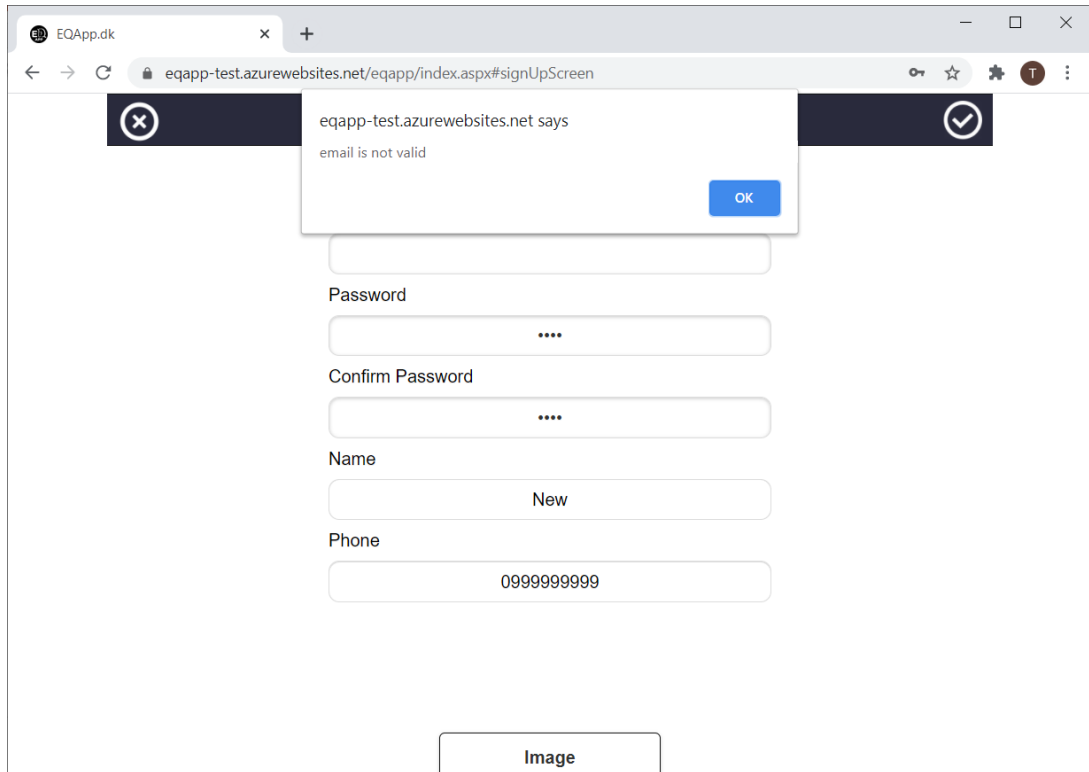 EQApp.dk
eqapp-test.azurewebsites.net/eqapp/index.aspx#signUpScreen
T
eqapp-test.azurewebsites.net says
email is not valid
OK
Password
••••
Confirm Password
••••
Name
New
Phone
0999999999
Image